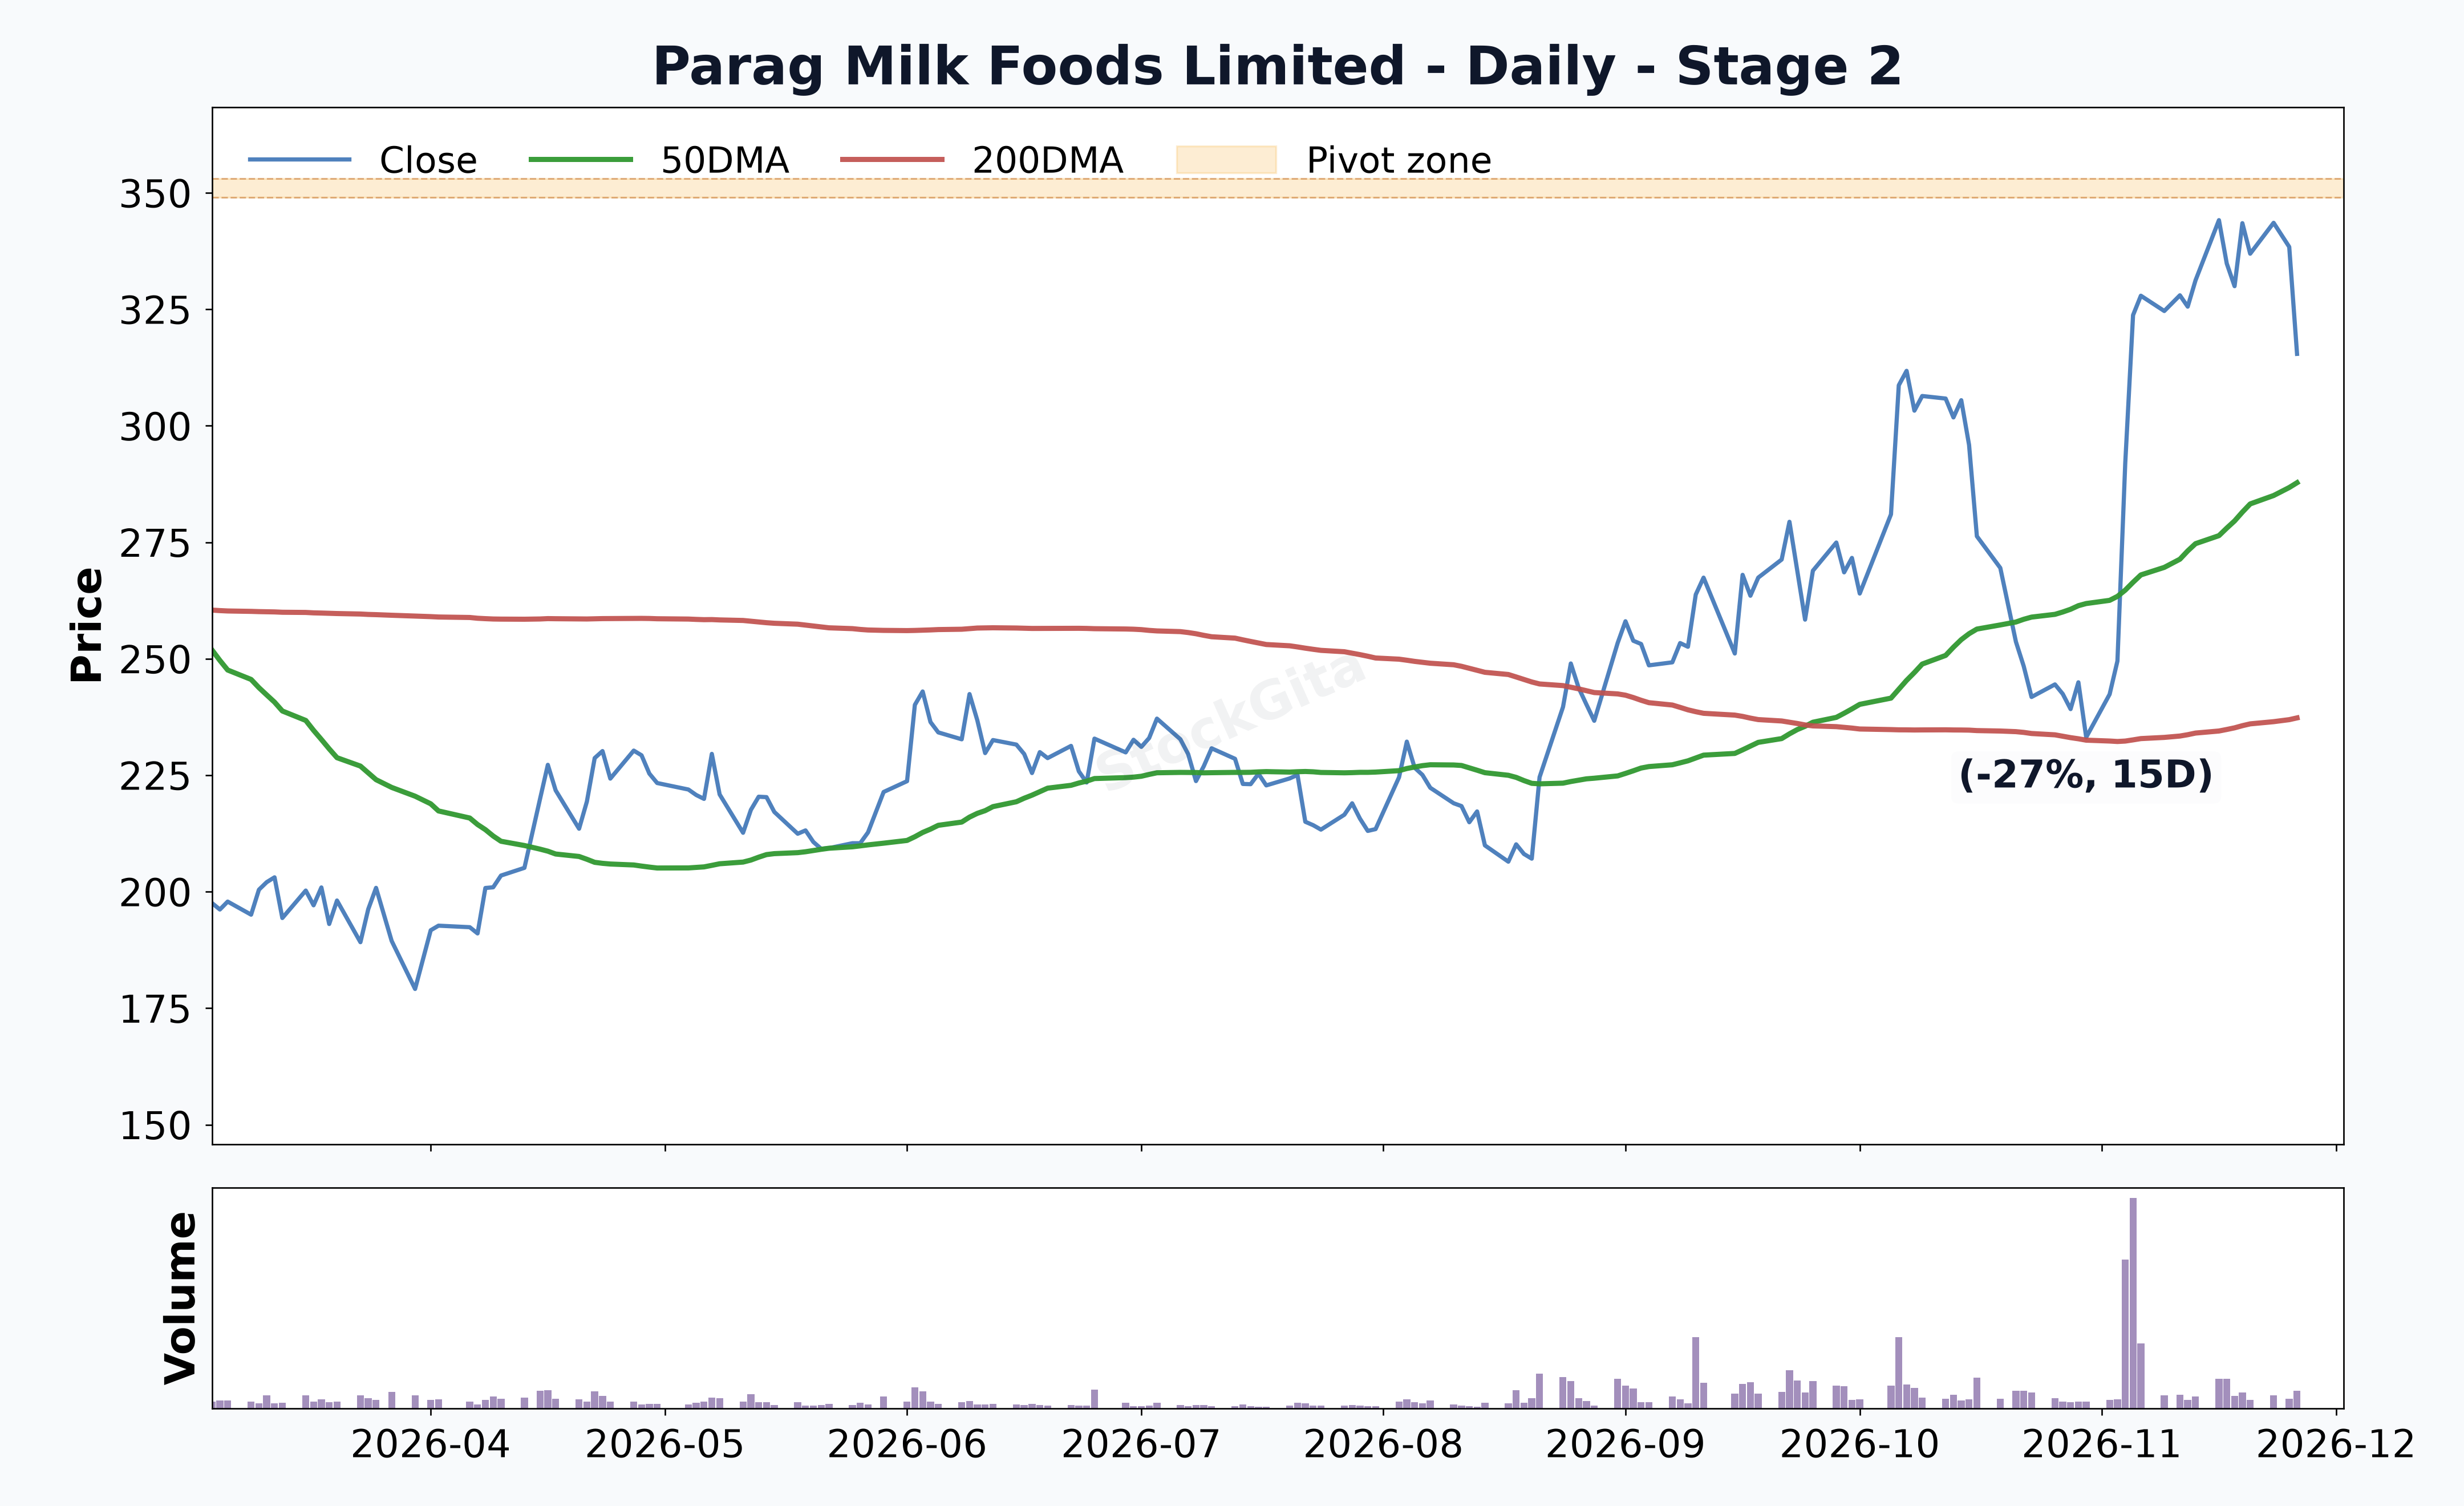 Parag Milk Foods Limited - Daily - Stage 2
Close 50DMA 200DMA Pivot zone
350
325
300
275
250
225
200
175
150
Price
StockGita
(-27%, 15D)
Volume
2026-04 2026-05 2026-06 2026-07 2026-08 2026-09 2026-10 2026-11 2026-12